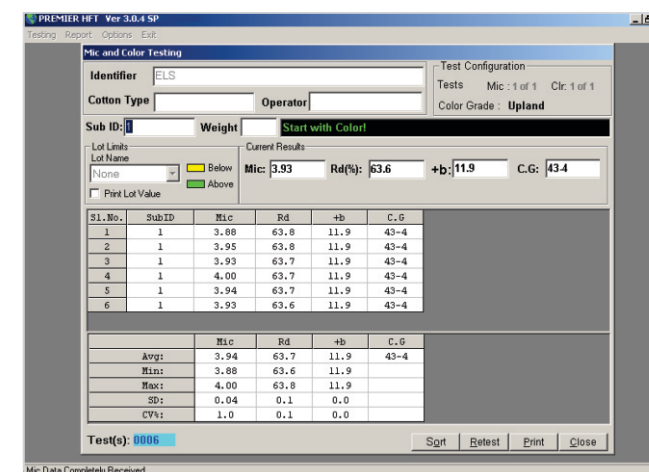 PREMIER HFT Ver 3.0.4 SP
Testing Report Options Exit
Mic and Color Testing
Identifier ELS
Test Configuration
Tests Mic : 1 of 1 Clr: 1 of 1
Cotton Type Operator
Color Grade : Upland
Sub ID: 1 Weight Start with Color!
Lot Limits
Current Results
Lot Name
None Below Mic: 3.93 Rd(%): 63.6 +b: 11.9 C.G: 43-4
Above
Print Lot Value
Sl.No. SubID Mic Rd +b C.G
1 1 3.88 63.8 11.9 43-4
2 1 3.95 63.8 11.9 43-4
3 1 3.93 63.7 11.9 43-4
4 1 4.00 63.7 11.9 43-4
5 1 3.94 63.7 11.9 43-4
6 1 3.93 63.6 11.9 43-4
Mic Rd +b C.G
Avg: 3.94 63.7 11.9 43-4
Min: 3.88 63.6 11.9
Max: 4.00 63.8 11.9
SD: 0.04 0.1 0.0
CV%: 1.0 0.1 0.0
Test(s): 0006 Sort Retest Print Close
Mic Data Completely Received